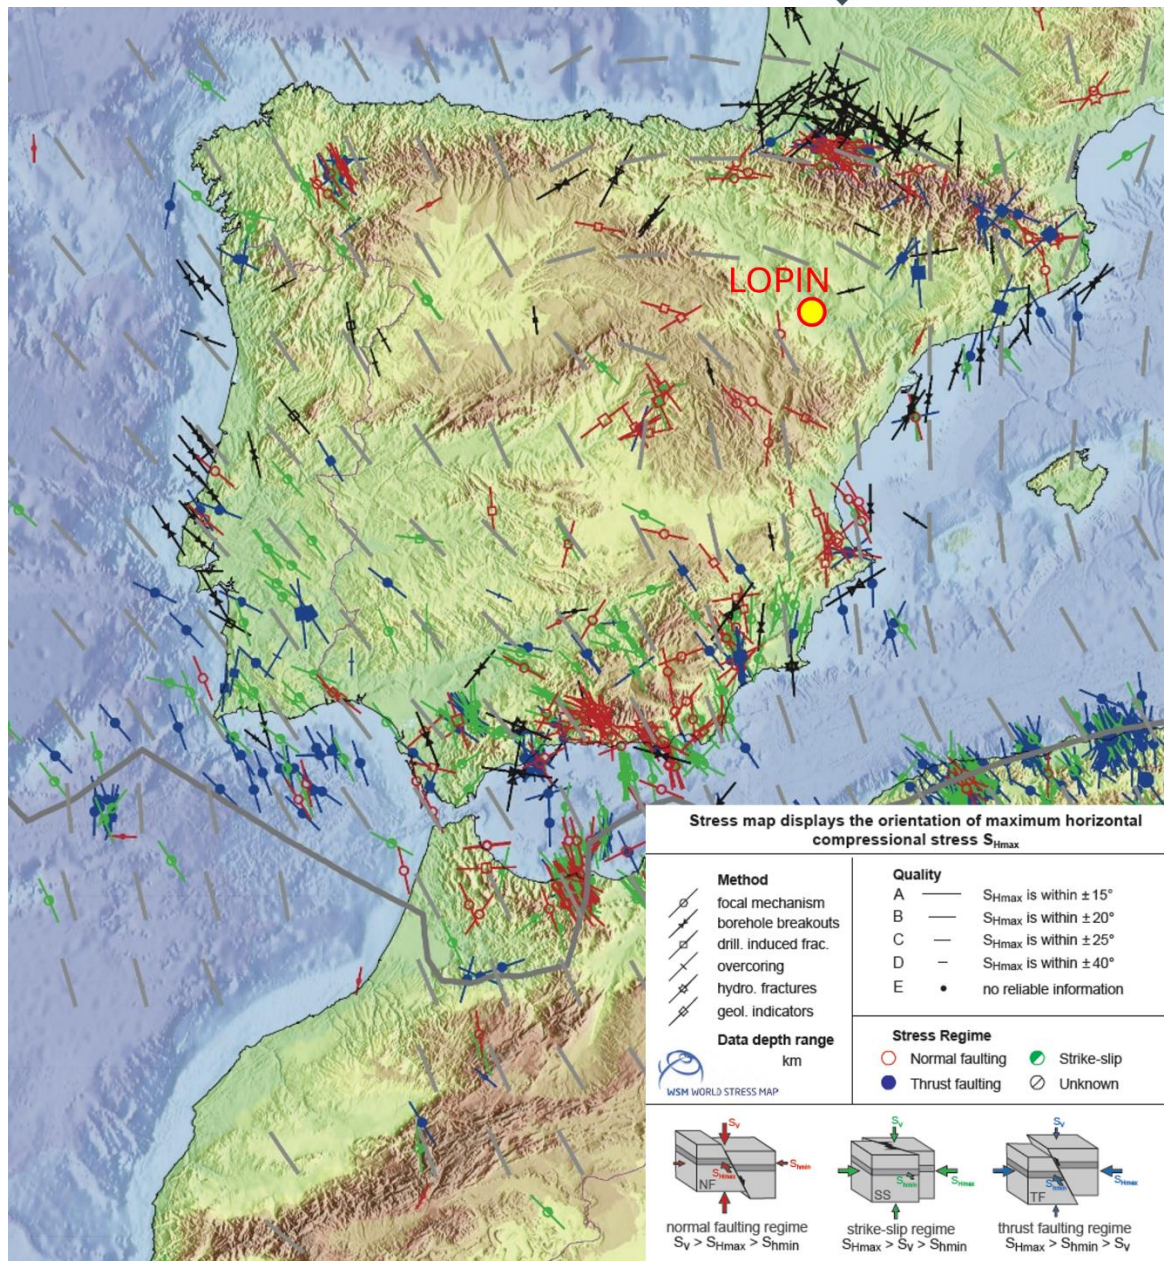 LOPIN
Stress map displays the orientation of maximum horizontal
compressional stress SHmax
Method
focal mechanism
borehole breakouts
drill. induced frac.
overcoring
hydro. fractures
geol. indicators
Data depth range
km
WSM WORLD STRESS MAP
Quality
A SHmax is within ± 15°
B SHmax is within ± 20°
C SHmax is within ± 25°
D SHmax is within ± 40°
E no reliable information
Stress Regime
Normal faulting Strike-slip
Thrust faulting Unknown
Sv
Shmin
SHmax
NF
normal faulting regime
Sv > SHmax > Shmin
Sv
Shmin
SHmax
SS
strike-slip regime
SHmax > Sv > Shmin
Sv
Shmin
SHmax
TF
thrust faulting regime
SHmax > Shmin > Sv